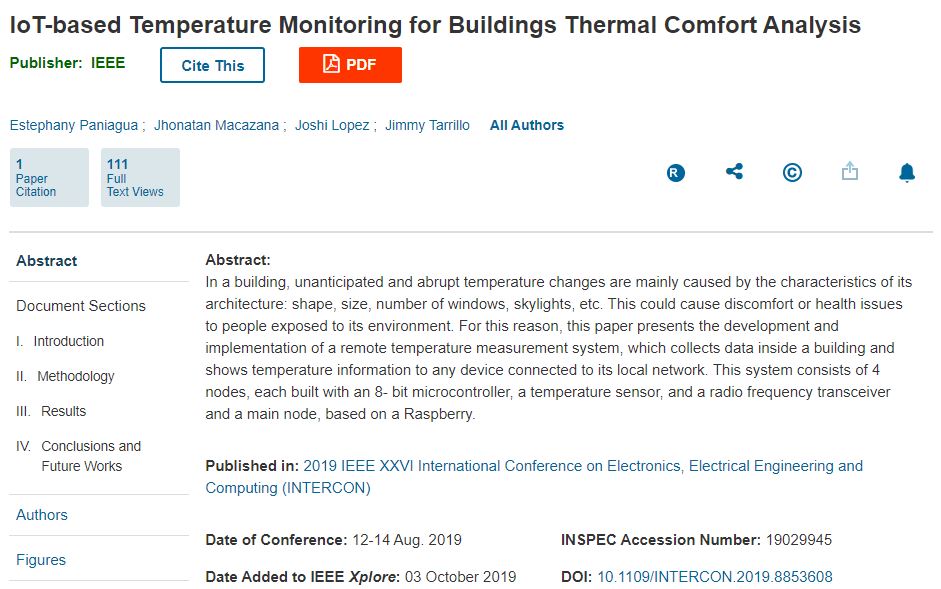 IoT-based Temperature Monitoring for Buildings Thermal Comfort Analysis
Publisher: IEEE
Cite This
PDF
Estephany Paniagua ; Jhonatan Macazana ; Joshi Lopez ; Jimmy Tarrillo All Authors
1
Paper
Citation
111
Full
Text Views
R
C
Abstract
Document Sections
I. Introduction
II. Methodology
III. Results
IV. Conclusions and
Future Works
Authors
Figures
Abstract:
In a building, unanticipated and abrupt temperature changes are mainly caused by the characteristics of its
architecture: shape, size, number of windows, skylights, etc. This could cause discomfort or health issues
to people exposed to its environment. For this reason, this paper presents the development and
implementation of a remote temperature measurement system, which collects data inside a building and
shows temperature information to any device connected to its local network. This system consists of 4
nodes, each built with an 8- bit microcontroller, a temperature sensor, and a radio frequency transceiver
and a main node, based on a Raspberry.
Published in: 2019 IEEE XXVI International Conference on Electronics, Electrical Engineering and
Computing (INTERCON)
Date of Conference: 12-14 Aug. 2019
INSPEC Accession Number: 19029945
Date Added to IEEE Xplore: 03 October 2019
DOI: 10.1109/INTERCON.2019.8853608